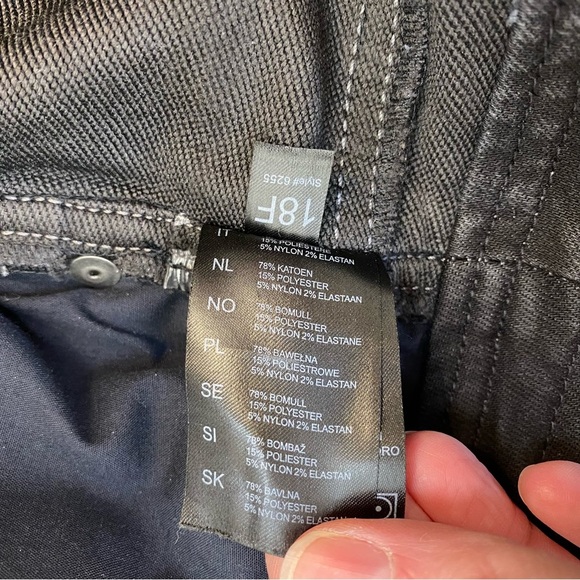 Style# 6255
18F
IT
15% POLIESTERE
5% NYLON 2% ELASTAN
NL
78% KATOEN
15% POLYESTER
5% NYLON 2% ELASTAAN
NO
78% BOMULL
15% POLYESTER
5% NYLON 2% ELASTANE
PL
78% BAWEŁNA
15% POLIESTROWE
5% NYLON 2% ELASTAN
SE
78% BOMULL
15% POLYESTER
5% NYLON 2% ELASTAN
SI
78% BOMBAŽ
15% POLIESTER
5% NYLON 2% ELASTAN
SK
78% BAVLNA
15% POLYESTER
5% NYLON 2% ELASTAN
RO